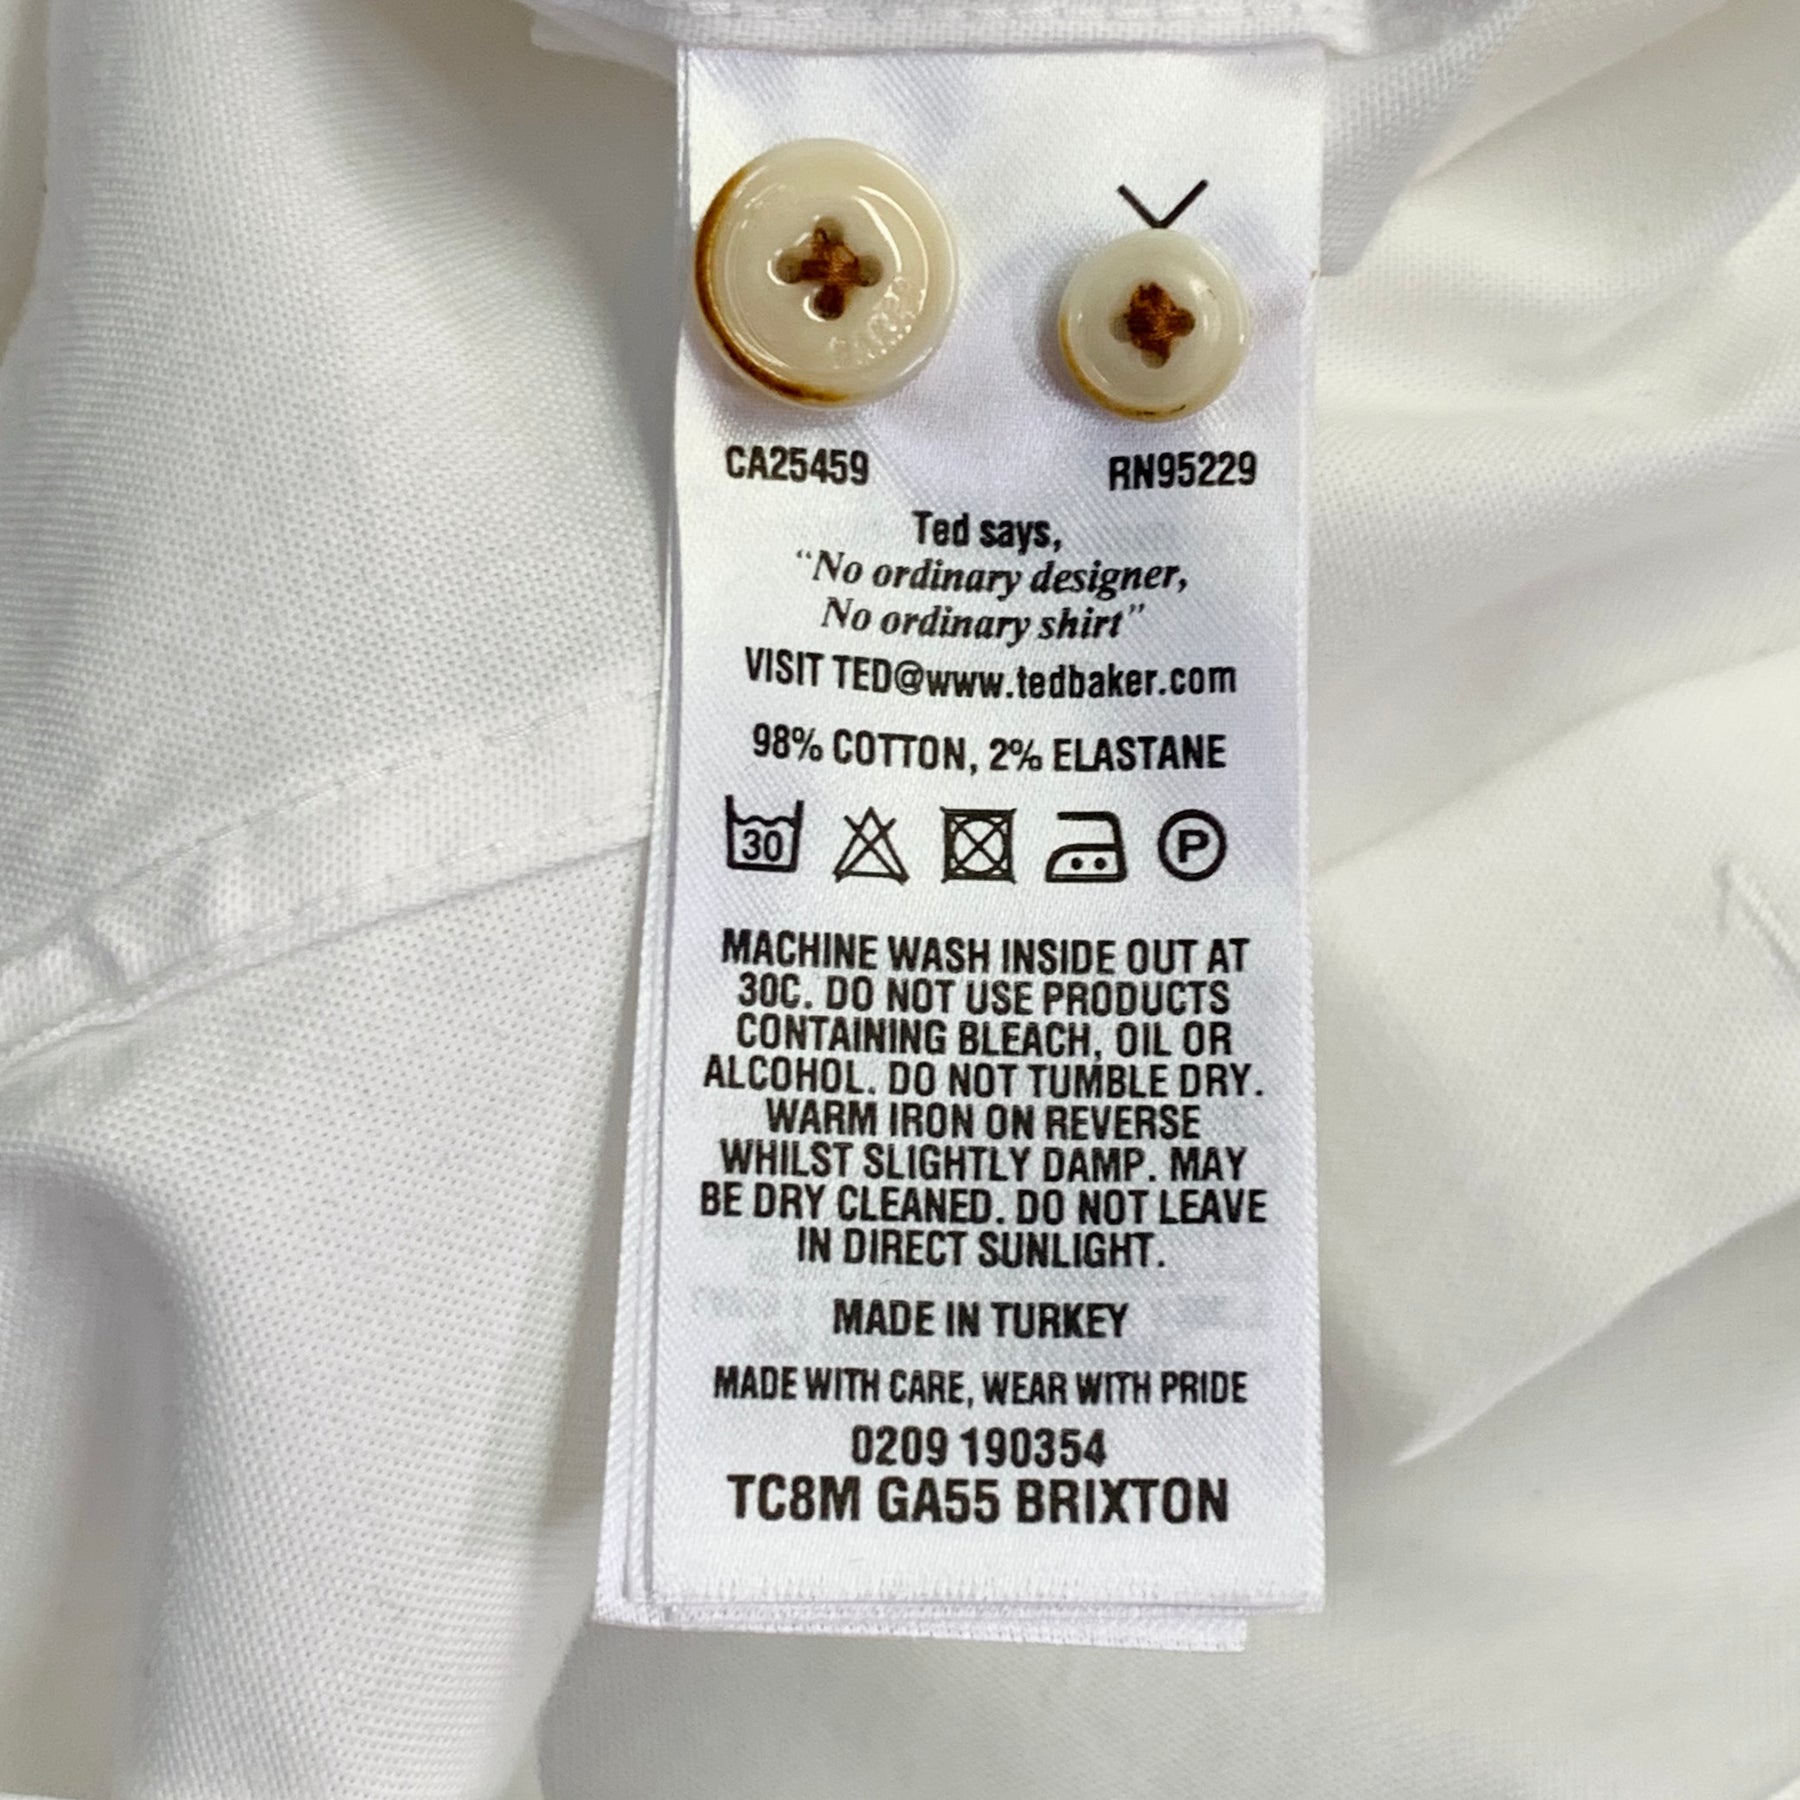 CA25459 RN95229
Ted says,
“No ordinary designer,
No ordinary shirt”
VISIT TED@www.tedbaker.com
98% COTTON, 2% ELASTANE
30 P
MACHINE WASH INSIDE OUT AT
30C. DO NOT USE PRODUCTS
CONTAINING BLEACH, OIL OR
ALCOHOL. DO NOT TUMBLE DRY.
WARM IRON ON REVERSE
WHILST SLIGHTLY DAMP. MAY
BE DRY CLEANED. DO NOT LEAVE
IN DIRECT SUNLIGHT.
MADE IN TURKEY
MADE WITH CARE, WEAR WITH PRIDE
0209 190354
TC8M GA55 BRIXTON